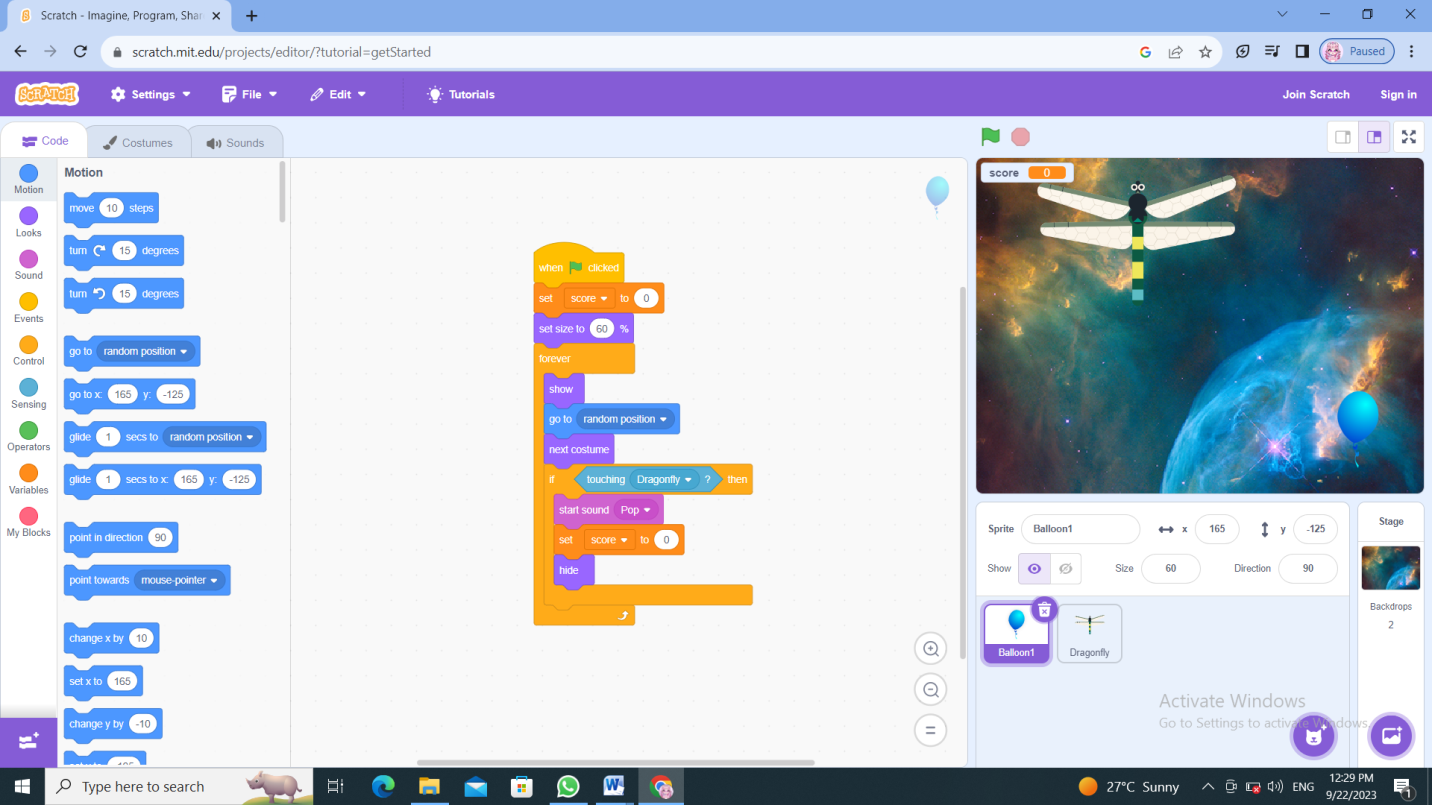 Scratch - Imagine, Program, Shar
scratch.mit.edu/projects/editor/?tutorial=getStarted
Paused
SCRATCH Settings File Edit Tutorials Join Scratch Sign in
Code Costumes Sounds
Motion
Looks
Sound
Events
Control
Sensing
Operators
Variables
My Blocks
Motion
move 10 steps
turn 15 degrees
turn 15 degrees
go to random position
go to x: 165 y: -125
glide 1 secs to random position
glide 1 secs to x: 165 y: -125
point in direction 90
point towards mouse-pointer
change x by 10
set x to 165
change y by -10
when clicked
set score to 0
set size to 60 %
forever
show
go to random position
next costume
if touching Dragonfly ? then
start sound Pop
set score to 0
hide
score 0
Sprite Balloon1 x 165 y -125
Show Size 60 Direction 90
Balloon1 Dragonfly
Stage
Backdrops
2
Activate Windows
Go to Settings to activate Windows.
Type here to search
27°C Sunny
ENG
12:29 PM
9/22/2023
1